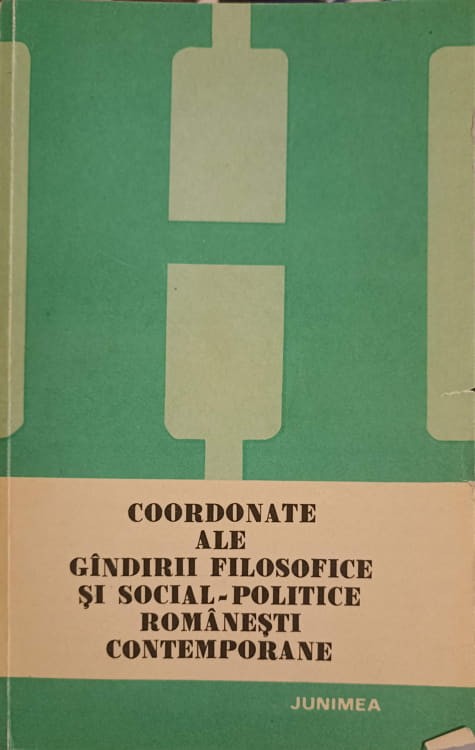 COORDONATE
ALE
GÎNDIRII FILOSOFICE
ȘI SOCIAL-POLITICE
ROMÂNEȘTI
CONTEMPORANE
JUNIMEA